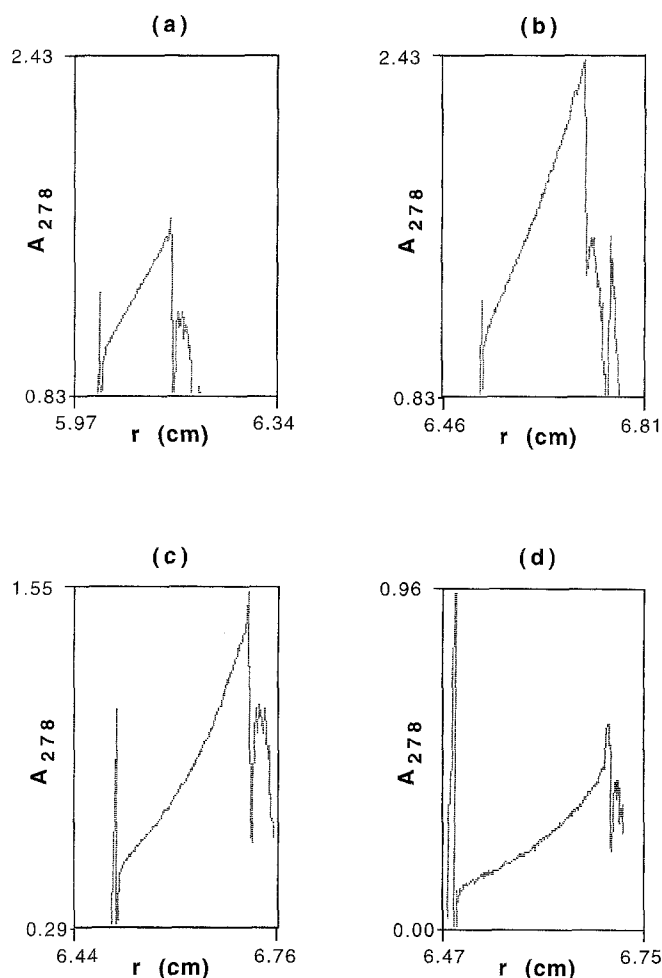 (a)
2.43
A278
0.83
5.97
r (cm)
6.34
(b)
2.43
A278
0.83
6.46
r (cm)
6.81
(c)
1.55
A278
0.29
6.44
r (cm)
6.76
(d)
0.96
A278
0.00
6.47
r (cm)
6.75